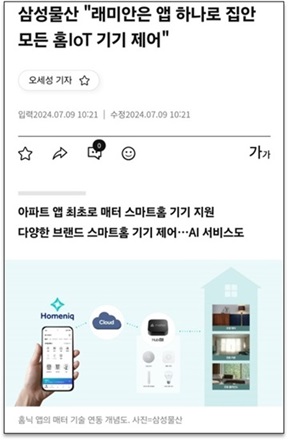 삼성물산 "래미안은 앱 하나로 집안
모든 홈IoT 기기 제어"
오세성 기자
입력2024.07.09 10:21 | 수정2024.07.09 10:21
0
가가
아파트 앱 최초로 매터 스마트홈 기기 지원
다양한 브랜드 스마트홈 기기 제어…AI 서비스도
Homeniq
Cloud
홈닉 앱의 매터 기술 연동 개념도. 사진=삼성물산